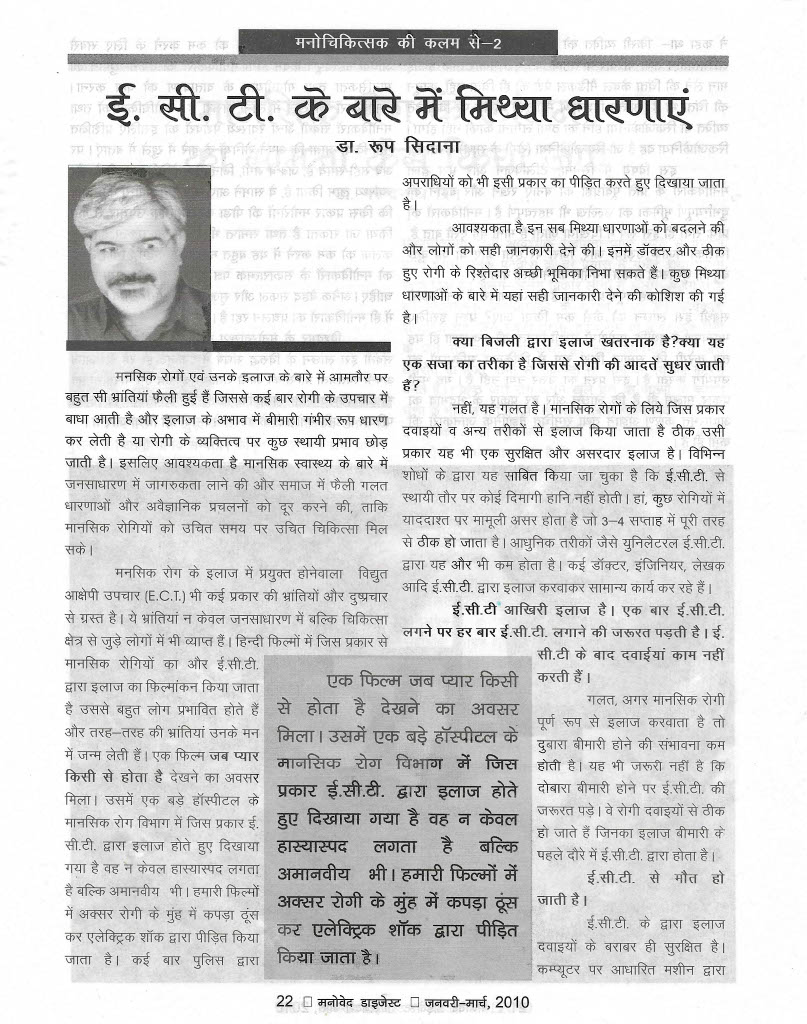 मनोचिकित्सक की कलम से–2
ई. सी. टी. के बारे में मिथ्या धारणाएं
डा. रूप सिदाना
मानसिक रोगों एवं उनके इलाज के बारे में आमतौर पर
बहुत सी भ्रांतियां फैली हुई हैं जिससे कई बार रोगी के उपचार में
बाधा आती है और इलाज के अभाव में बीमारी गंभीर रूप धारण
कर लेती है या रोगी के व्यक्तित्व पर कुछ स्थायी प्रभाव छोड़
जाती है। इसलिए आवश्यकता है मानसिक स्वास्थ्य के बारे में
जनसाधारण में जागरुकता लाने की और समाज में फैली गलत
धारणाओं और अवैज्ञानिक प्रचलनों को दूर करने की, ताकि
मानसिक रोगियों को उचित समय पर उचित चिकित्सा मिल
सके।
मानसिक रोग के इलाज में प्रयुक्त होनेवाला विद्युत
आक्षेपी उपचार (E.C.T.) भी कई प्रकार की भ्रांतियों और दुष्प्रचार
से ग्रस्त है। ये भ्रांतियां न केवल जनसाधारण में बल्कि चिकित्सा
क्षेत्र से जुड़े लोगों में भी व्याप्त हैं। हिन्दी फिल्मों में जिस प्रकार से
मानसिक रोगियों का और ई.सी.टी.
द्वारा इलाज का फिल्मांकन किया जाता
है उससे बहुत लोग प्रभावित होते हैं
और तरह–तरह की भ्रांतियां उनके मन
में जन्म लेती हैं। एक फिल्म जब प्यार
किसी से होता है देखने का अवसर
मिला। उसमें एक बड़े हॉस्पीटल के
मानसिक रोग विभाग में जिस प्रकार ई.
सी.टी. द्वारा इलाज होते हुए दिखाया
गया है वह न केवल हास्यास्पद लगता
है बल्कि अमानवीय भी। हमारी फिल्मों
में अक्सर रोगी के मुंह में कपड़ा ठूंस
कर एलेक्ट्रिक शॉक द्वारा पीड़ित किया
जाता है। कई बार पुलिस द्वारा
एक फिल्म जब प्यार किसी
से होता है देखने का अवसर
मिला। उसमें एक बड़े हॉस्पीटल के
मानसिक रोग विभाग में जिस
प्रकार ई.सी.टी. द्वारा इलाज होते
हुए दिखाया गया है वह न केवल
हास्यास्पद लगता है बल्कि
अमानवीय भी। हमारी फिल्मों में
अक्सर रोगी के मुंह में कपड़ा ठूंस
कर एलेक्ट्रिक शॉक द्वारा पीड़ित
किया जाता है।
अपराधियों को भी इसी प्रकार का पीड़ित करते हुए दिखाया जाता
है।
आवश्यकता है इन सब मिथ्या धारणाओं को बदलने की
और लोगों को सही जानकारी देने की। इनमें डॉक्टर और ठीक
हुए रोगी के रिश्तेदार अच्छी भूमिका निभा सकते हैं। कुछ मिथ्या
धारणाओं के बारे में यहां सही जानकारी देने की कोशिश की गई
है।
क्या बिजली द्वारा इलाज खतरनाक है?क्या यह
एक सजा का तरीका है जिससे रोगी की आदतें सुधर जाती
हैं?
नहीं, यह गलत है। मानसिक रोगों के लिये जिस प्रकार
दवाइयों व अन्य तरीकों से इलाज किया जाता है ठीक उसी
प्रकार यह भी एक सुरक्षित और असरदार इलाज है। विभिन्न
शोधों के द्वारा यह साबित किया जा चुका है कि ई.सी.टी. से
स्थायी तौर पर कोई दिमागी हानि नहीं होती। हां, कुछ रोगियों में
याददाश्त पर मामूली असर होता है जो 3–4 सप्ताह में पूरी तरह
से ठीक हो जाता है। आधुनिक तरीकों जैसे युनिलेटरल ई.सी.टी.
द्वारा यह और भी कम होता है। कई डॉक्टर, इंजिनियर, लेखक
आदि ई.सी.टी. द्वारा इलाज करवाकर सामान्य कार्य कर रहे हैं।
ई.सी.टी आखिरी इलाज है। एक बार ई.सी.टी.
लगने पर हर बार ई.सी.टी. लगाने की जरूरत पड़ती है। ई.
सी.टी के बाद दवाईयां काम नहीं
करती हैं।
गलत, अगर मानसिक रोगी
पूर्ण रूप से इलाज करवाता है तो
दुबारा बीमारी होने की संभावना कम
होती है। यह भी जरूरी नहीं है कि
दोबारा बीमारी होने पर ई.सी.टी. की
जरूरत पड़े। वे रोगी दवाइयों से ठीक
हो जाते हैं जिनका इलाज बीमारी के
पहले दौरे में ई.सी.टी. द्वारा होता है।
ई.सी.टी. से मौत हो
जाती है।
ई.सी.टी. के द्वारा इलाज
दवाइयों के बराबर ही सुरक्षित है।
कम्प्यूटर पर आधारित मशीन द्वारा
22 □ मनोवेद डाइजेस्ट □ जनवरी–मार्च, 2010